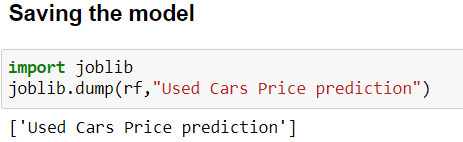 Saving the model
import joblib
joblib.dump(rf,"Used Cars Price prediction")
['Used Cars Price prediction']